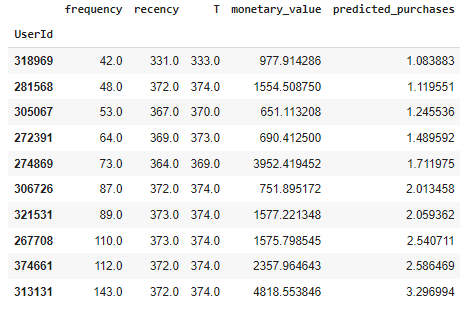 frequency recency T monetary_value predicted_purchases
UserId
318969 42.0 331.0 333.0 977.914286 1.083883
281568 48.0 372.0 374.0 1554.508750 1.119551
305067 53.0 367.0 370.0 651.113208 1.245536
272391 64.0 369.0 373.0 690.412500 1.489592
274869 73.0 364.0 369.0 3952.419452 1.711975
306726 87.0 372.0 374.0 751.895172 2.013458
321531 89.0 373.0 374.0 1577.221348 2.059362
267708 110.0 373.0 374.0 1575.798545 2.540711
374661 112.0 372.0 374.0 2357.964643 2.586469
313131 143.0 372.0 374.0 4818.553846 3.296994